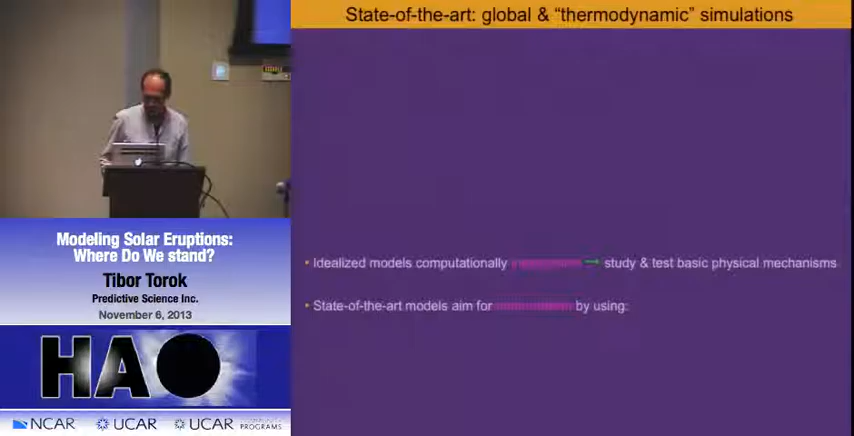 State-of-the-art: global & “thermodynamic” simulations
• Idealized models computationally → study & test basic physical mechanisms
• State-of-the-art models aim for by using:
Modeling Solar Eruptions:
Where Do We stand?
Tibor Torok
Predictive Science Inc.
November 6, 2013
HAO
NCAR UCAR UCAR COMMUNITY PROGRAMS